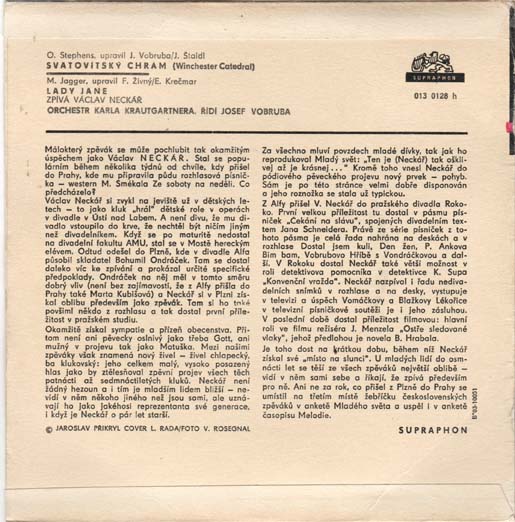 O. Stephens, upravil J. Vobruba/J. Štaidl
SVATOVITSKÝ CHRÁM (Winchester Catedral)
M. Jagger, upravil F. Živný/E. Krečmar
LADY JANE
ZPÍVÁ VÁCLAV NECKÁŘ
ORCHESTR KARLA KRAUTGARTNERA. ŘÍDÍ JOSEF VOBRUBA
SUPRAPHON
013 0128 h
Málokterý zpěvák se může pochlubit tak okamžitým
úspěchem jako Václav NECKÁŘ. Stal se popu-
lárním během několika týdnů od chvíle, kdy přišel
do Prahy, kde mu připravila půdu rozhlasová písnič-
ka – western M. Smékala Ze soboty na neděli. Co
předcházelo?
Václav Neckář si zvykl na jeviště už v dětských le-
tech – to jako kluk „hrál" dětské role v operách
v divadle v Ústí nad Labem. A není divu, že mu di-
vadlo vstoupilo do krve, že nechtěl být ničím jiným
než divadelníkem. Když se po maturitě nedostal
na divadelní fakultu AMU, stal se v Mostě hereckým
elévem. Odtud odešel do Plzně, kde v divadle Alfa
působil skladatel Bohumil Ondráček. Tam se dostal
daleko víc ke zpívání a prokázal určité specifické
předpoklady. Ondráček na něj měl v tomto směru
dobrý vliv (není bez zajímavosti, že z Alfy přišla do
Prahy také Marta Kubišová) a Neckář si v Plzni zís-
kal oblibu především jako zpěvák. Tam si ho také
povšiml někdo z rozhlasu a tak dostal první příle-
žitost v pražském studiu.
Okamžitě získal sympatie a přízeň obecenstva. Při-
tom není ani pěvecky oslnivý jako třeba Gott, ani
mužný v projevu tak jako Matuška. Mezi našimi
zpěváky však znamená nový živel – živel chlapecký,
ba klukovský; jeho celkem malý, vysoko posazený
hlas jako by ztělesňoval zpěvní projev všech těch
patnácti až sedmnáctiletých kluků. Neckář není
žádný hezoun a i tím je mladším lidem bližší – ne-
vidí v něm někoho jiného než jsou sami, ale uzná-
vají ho jako jakéhosi reprezentanta své generace,
i když je Neckář o pár let starší.
© JAROSLAV PRIKRYL COVER L. RADA/FOTO V. ROSEGNAL
Za všechno mluví povzdech mladé dívky, tak jak ho
reprodukoval Mladý svět: „Ten je (Neckář) tak oškli-
vej až je krásnej..." Kromě toho vnesl Neckář do
pódiového pěveckého projevu nový prvek – pohyb.
Sám je po této stránce velmi dobře disponován
a jeho roznožka se stala už typickou.
Z Alfy přišel V. Neckář do pražského divadla Roko-
ko. První velkou příležitost tu dostal v pásmu pís-
niček „Čekání na slávu", spojených divadelním tex-
tem Jana Schneidera. Právě ze série písniček z to-
hoto pásma je celá řada nahrána na deskách a v roz-
hlase Dostal jsem kuli, Den žen, P. Ankova
Bim bam, Vobrubovo Hříbě s Vondráčkovou a dal-
ší. V Rokoku dostal Neckář také větší možnost v
roli detektivova pomocníka v detektivce K. Supa
„Konvenční vražda". Neckář nazpíval i řadu nediva-
delních snímků v rozhlase a na desky, vystupuje
v televizi a úspěch Vomáčkovy a Blažkovy Lékořice
v televizní písničkové soutěži je i jeho zásluhou.
V poslední době dostal příležitost filmovou: hlavní
roli ve filmu režiséra J. Menzela „Ostře sledované
vlaky", jehož předlohou je novela B. Hrabala.
Je toho dost na krátkou dobu, během níž Neckář
získal své „místo na slunci". U mladých lidí do osm-
nácti let se těší ze všech zpěváků největší oblibě –
vidí v něm sami sebe a říkají, že zpívá především
pro ně. Ani ne za rok, co přišel z Plzně do Prahy se
umístil na třetím místě žebříčku československých
zpěváků v anketě Mladého světa a uspěl i v anketě
časopisu Melodie.
SUPRAPHON